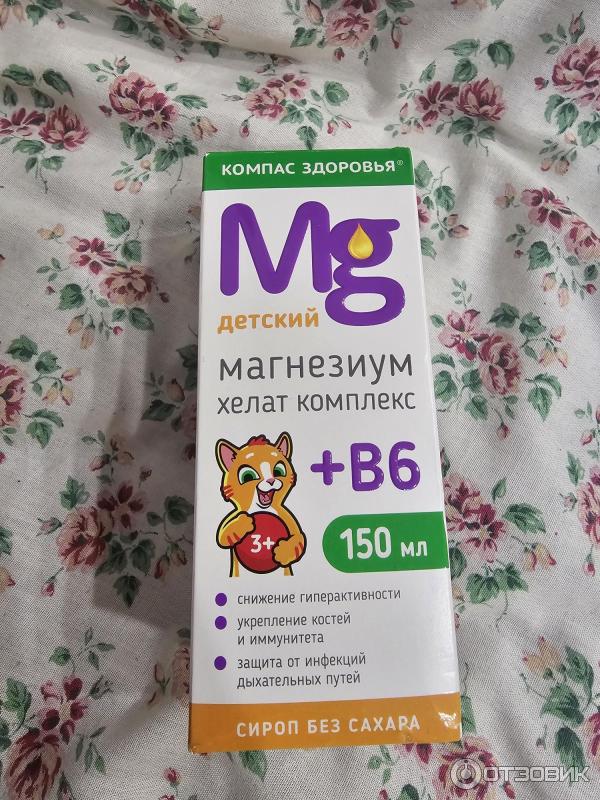 КОМПАС ЗДОРОВЬЯ®
Mg
детский
магнезиум
хелат комплекс
+B6
3+
150 мл
снижение гиперактивности
укрепление костей
и иммунитета
защита от инфекций
дыхательных путей
СИРОП БЕЗ САХАРА
ОТЗОВИК